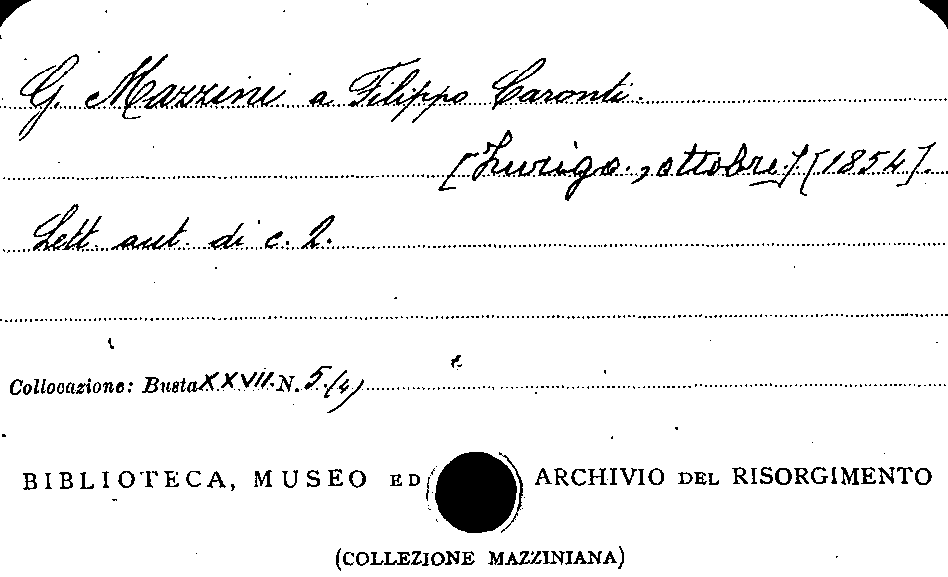 G. Mazzini a Filippo Caronti.
[Zurigo., ottobre] [1854].
Lett. aut. di c. 2.
Collocazione: Busta XXVII. N. 5. (4)
BIBLIOTECA, MUSEO ED ARCHIVIO DEL RISORGIMENTO
(COLLEZIONE MAZZINIANA)